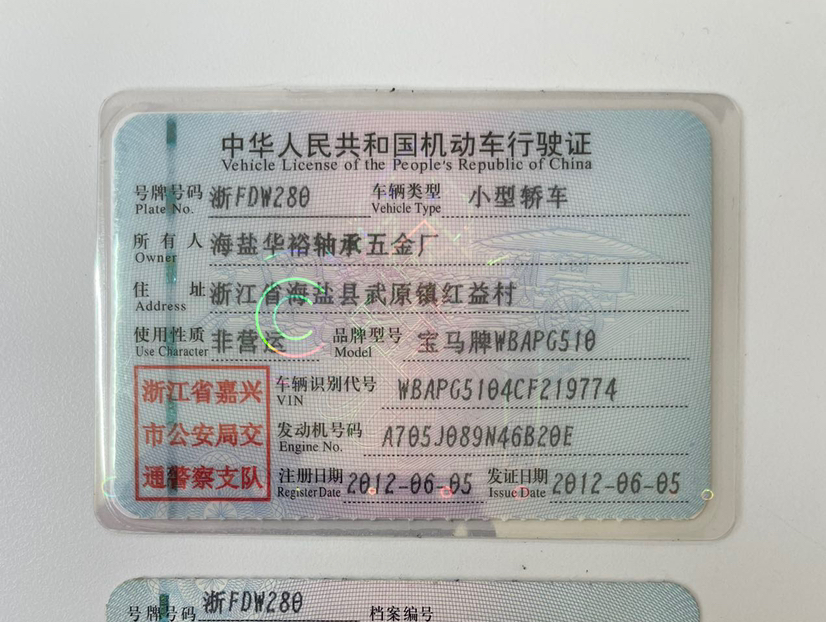 中华人民共和国机动车行驶证
Vehicle License of the People's Republic of China
号牌号码 浙FDW280 车辆类型 小型轿车
Plate No. Vehicle Type
所有人 海盐华裕轴承五金厂
Owner
住址 浙江省海盐县武原镇红益村
Address
使用性质 非营运 品牌型号 宝马牌WBAPG510
Use Character Model
浙江省嘉兴
市公安局交
通警察支队
车辆识别代号 WBAPG5104CF219774
VIN
发动机号码 A705J089N46B20E
Engine No.
注册日期 2012-06-05 发证日期 2012-06-05
Register Date Issue Date
号牌号码 浙FDW280 档案编号